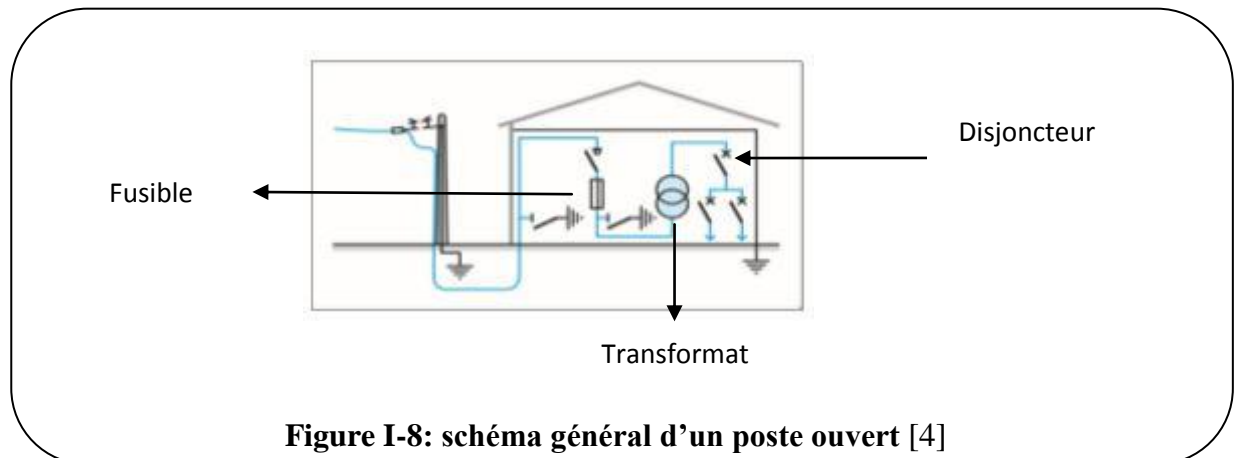 Disjoncteur
Fusible
Transformat
Figure I-8: schéma général d’un poste ouvert [4]